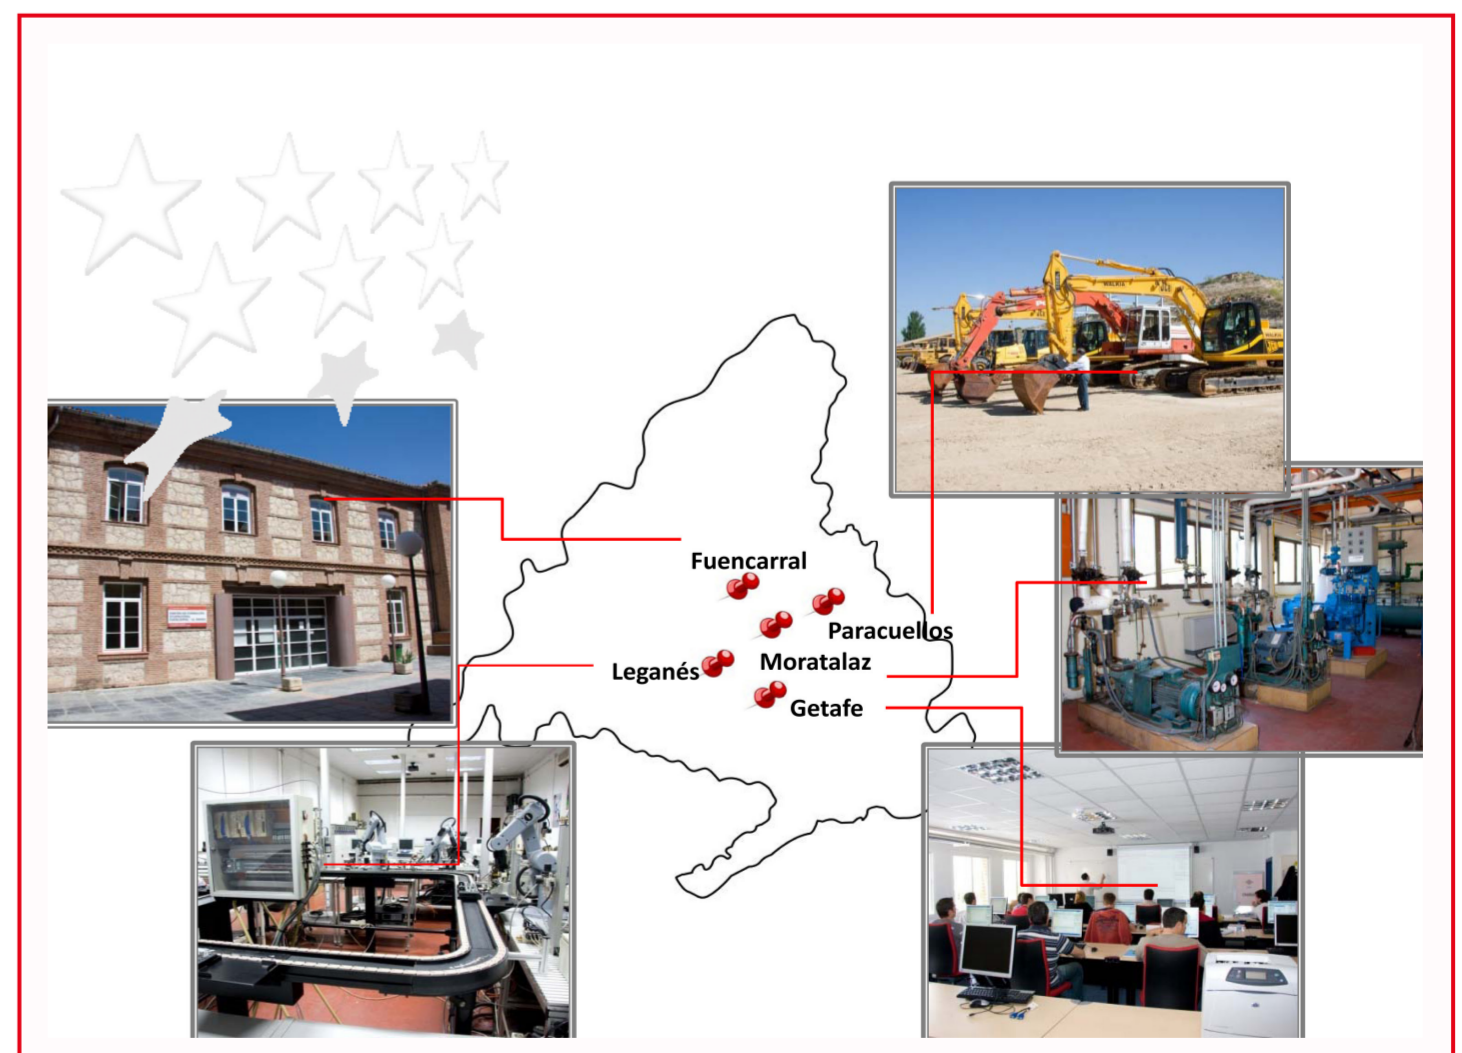 Fuencarral
Paracuellos
Moratalaz
Leganés
Getafe